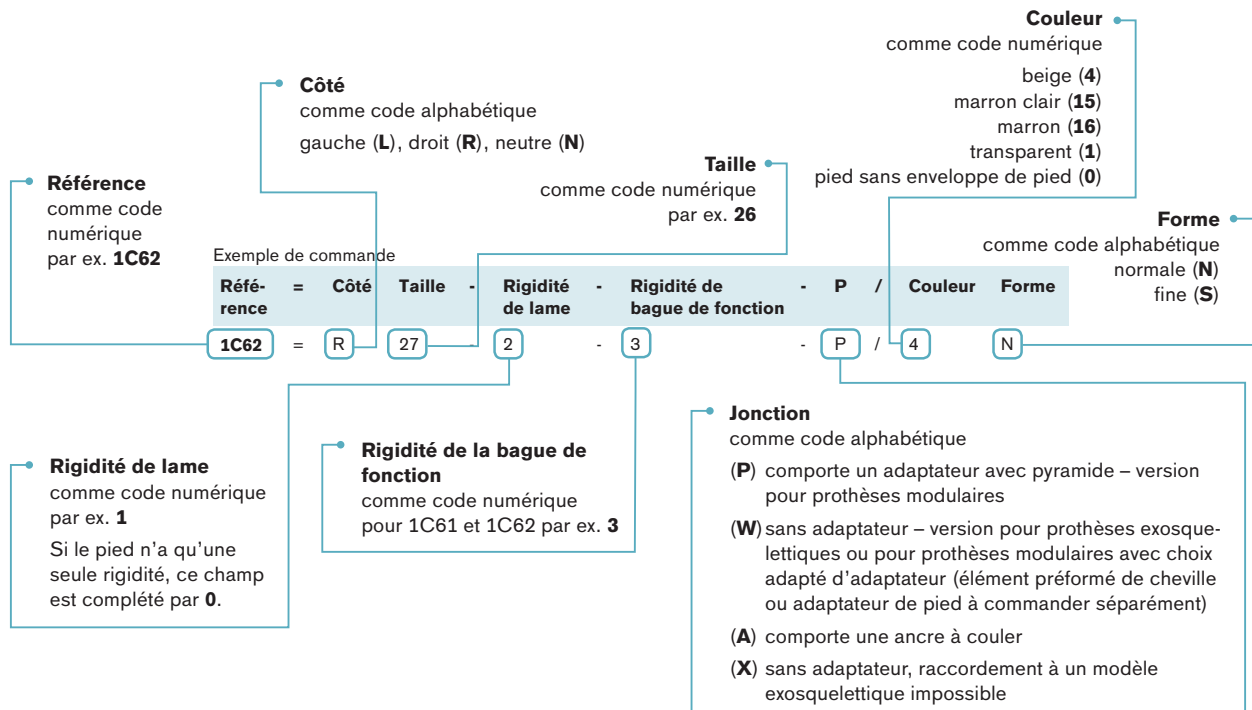 Couleur
comme code numérique
beige (4)
marron clair (15)
marron (16)
transparent (1)
pied sans enveloppe de pied (0)
Côté
comme code alphabétique
gauche (L), droit (R), neutre (N)
Taille
comme code numérique
par ex. 26
Référence
comme code
numérique
par ex. 1C62
Forme
comme code alphabétique
normale (N)
fine (S)
Exemple de commande
Réfé- = Côté Taille - Rigidité - Rigidité de - P / Couleur Forme
rence de lame bague de fonction
1C62 = R 27 - 2 - 3 - P / 4 N
Rigidité de lame
comme code numérique
par ex. 1
Si le pied n'a qu'une
seule rigidité, ce champ
est complété par 0.
Rigidité de la bague de
fonction
comme code numérique
pour 1C61 et 1C62 par ex. 3
Jonction
comme code alphabétique
(P) comporte un adaptateur avec pyramide – version
pour prothèses modulaires
(W) sans adaptateur – version pour prothèses exosque-
lettiques ou pour prothèses modulaires avec choix
adapté d'adaptateur (élément préformé de cheville
ou adaptateur de pied à commander séparément)
(A) comporte une ancre à couler
(X) sans adaptateur, raccordement à un modèle
exosquelettique impossible